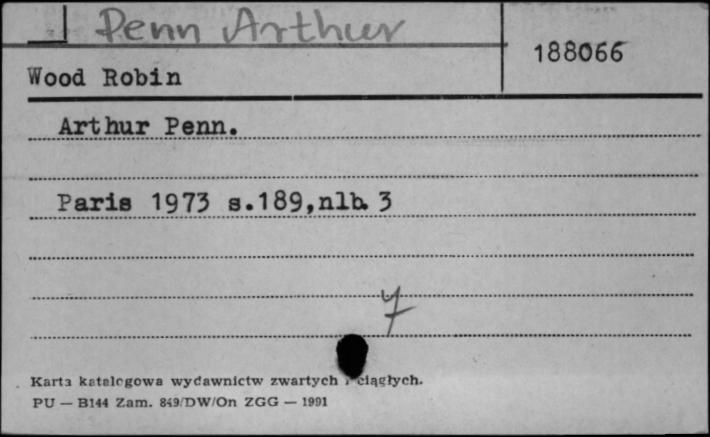 Penn Arthur
188066
Wood Robin
Arthur Penn.
Paris 1973 s.189,nlb. 3
Karta katalogowa wydawnictw zwartych i ciągłych.
PU — B144 Zam. 849/DW/On ZGG — 1991